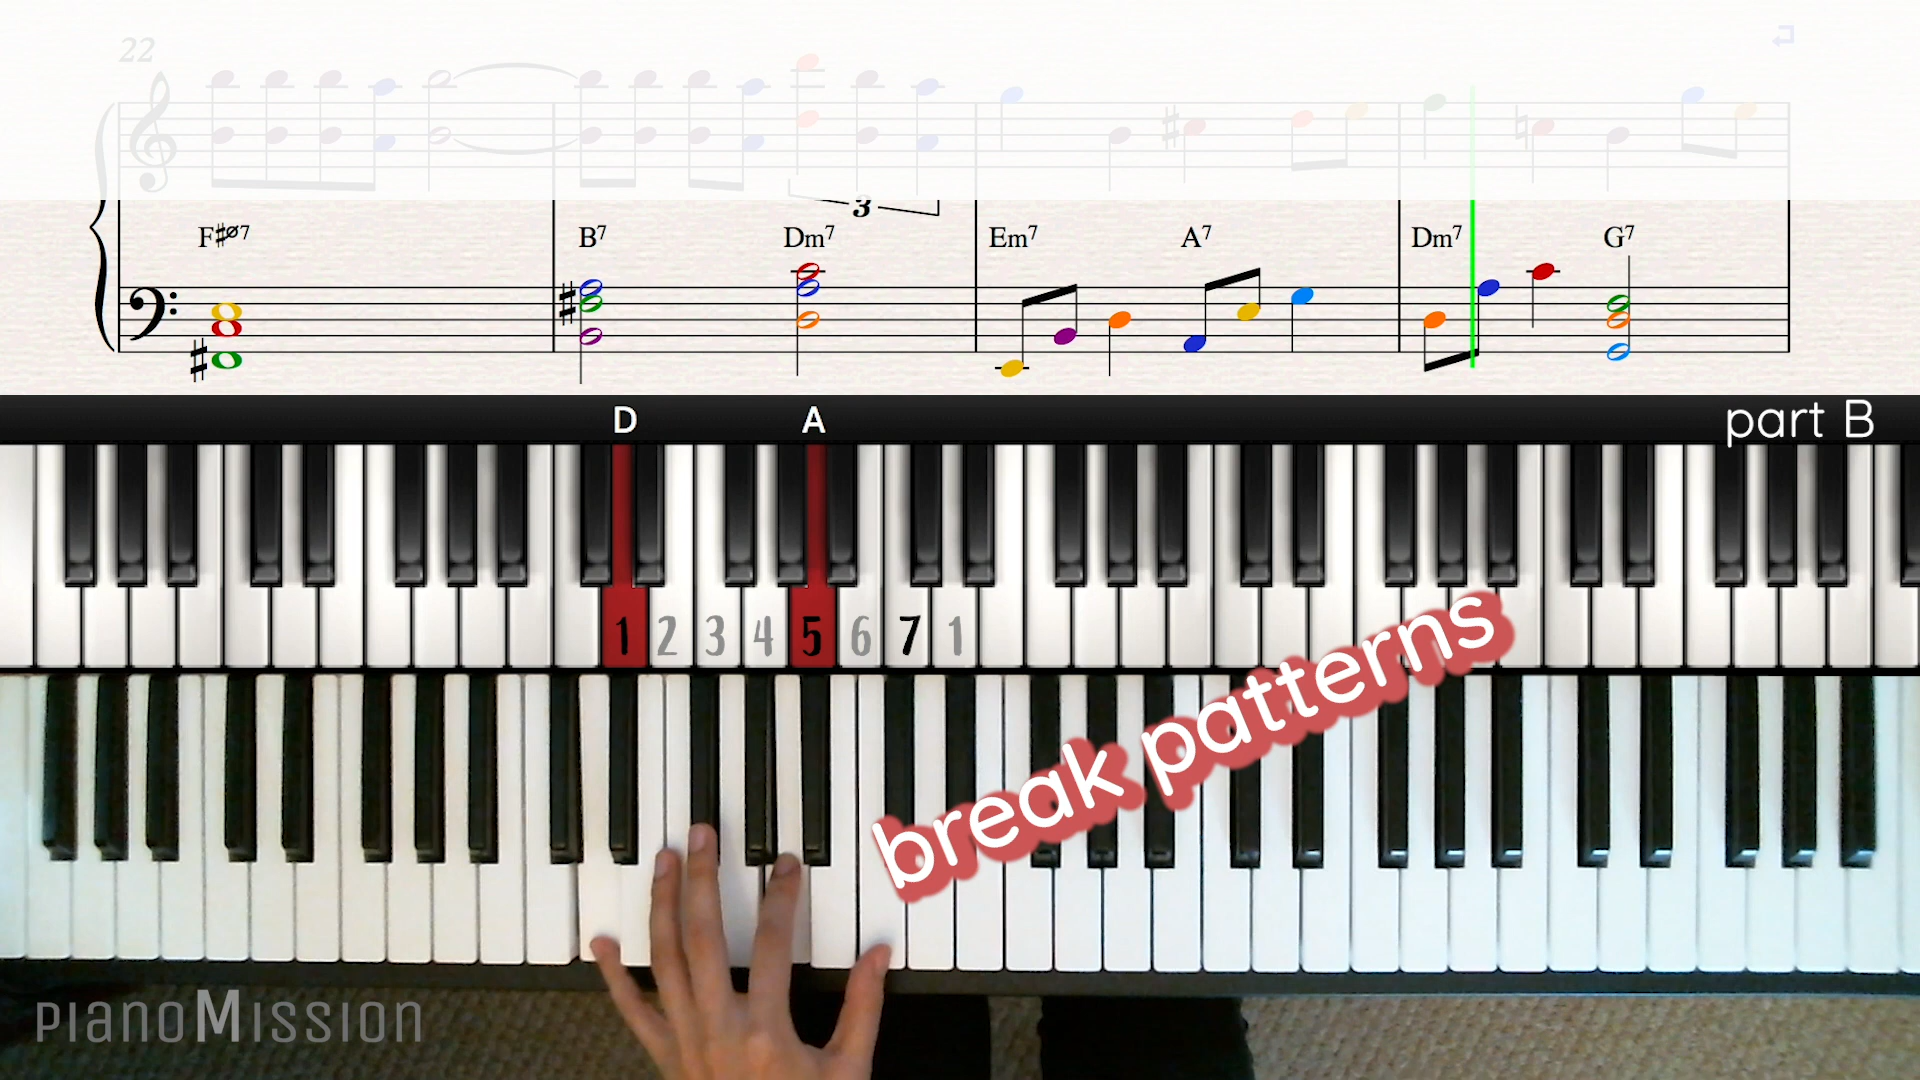 22
3
F#ø7 B7 Dm7 Em7 A7 Dm7 G7
D A
part B
1 2 3 4 5 6 7 1
break patterns
pianoMission